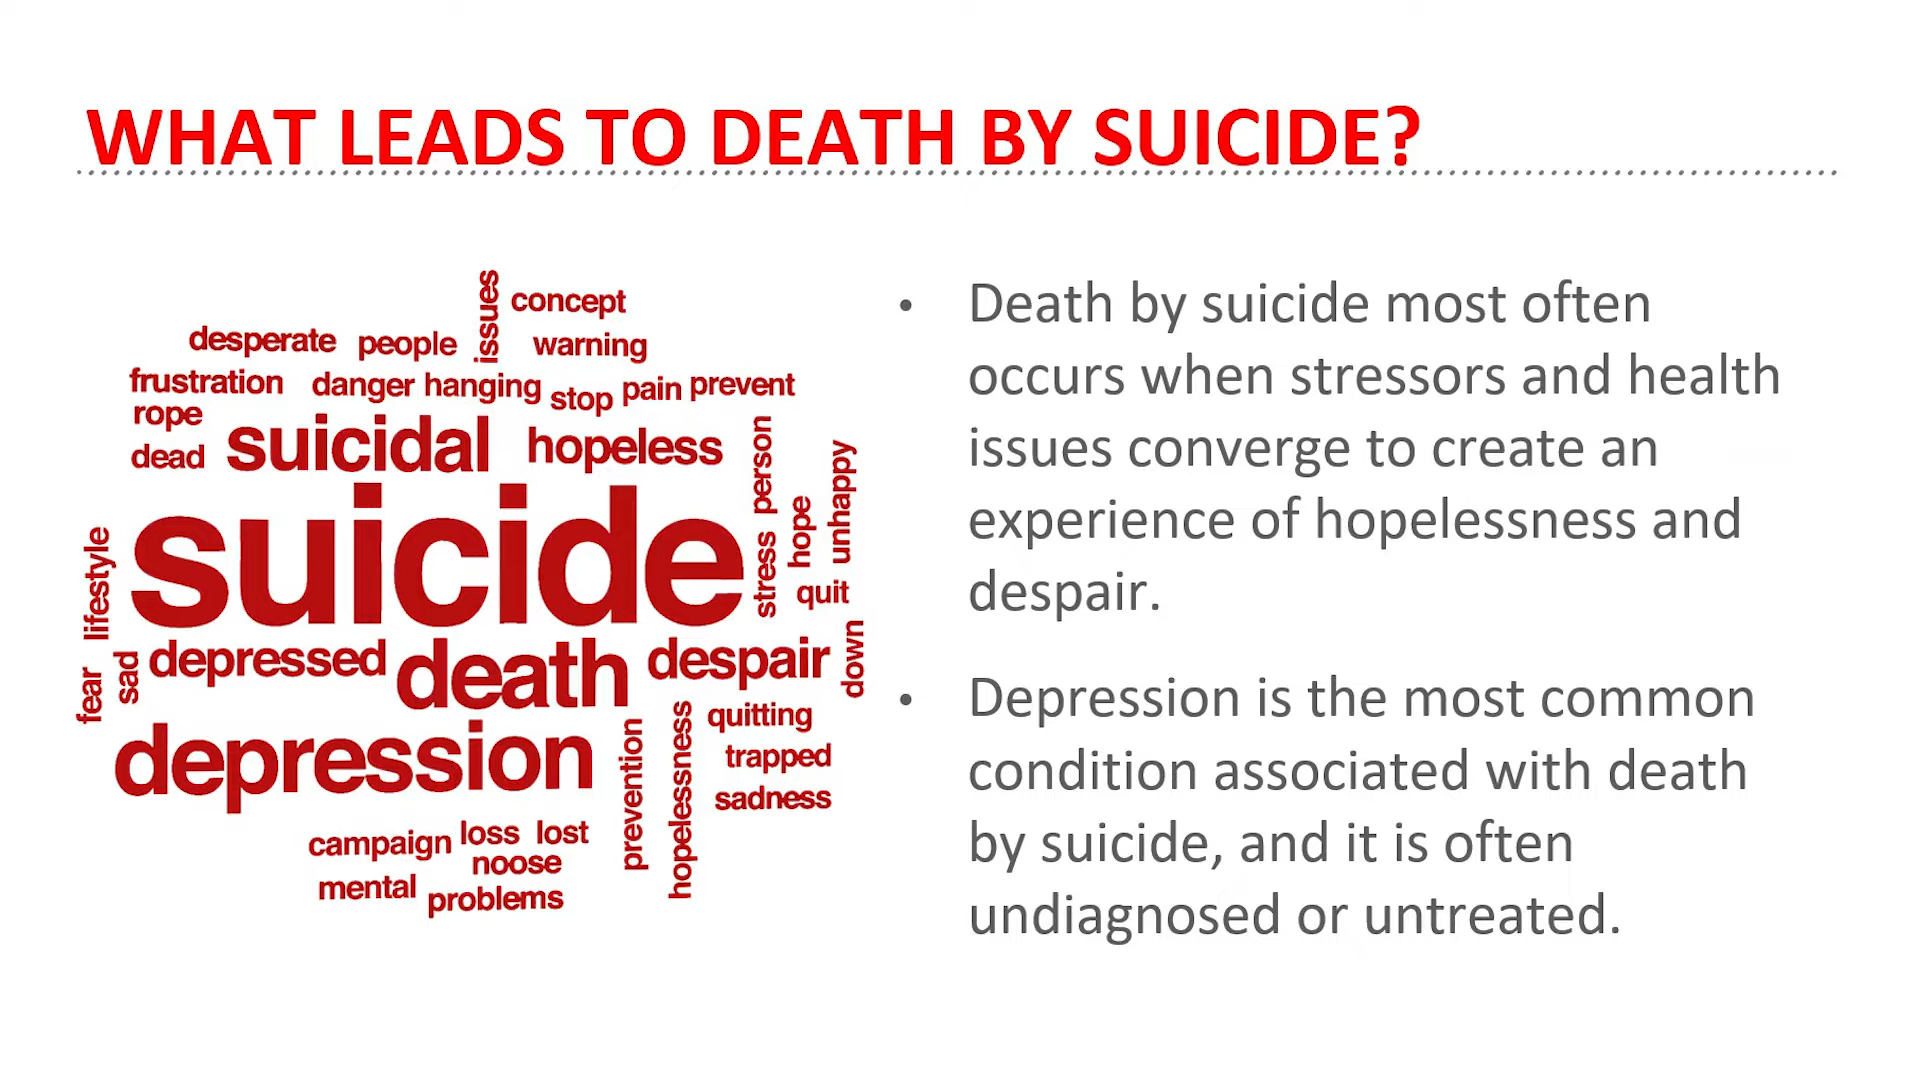 WHAT LEADS TO DEATH BY SUICIDE?
issues concept
desperate people warning
frustration danger hanging stop pain prevent
rope
dead suicidal hopeless
person
unhappy
suicide
hope
stress
quit
lifestyle
fear
sad
depressed death despair
down
depression
prevention
hopelessness
quitting
trapped
sadness
campaign loss lost
noose
mental problems
• Death by suicide most often
occurs when stressors and health
issues converge to create an
experience of hopelessness and
despair.
• Depression is the most common
condition associated with death
by suicide, and it is often
undiagnosed or untreated.